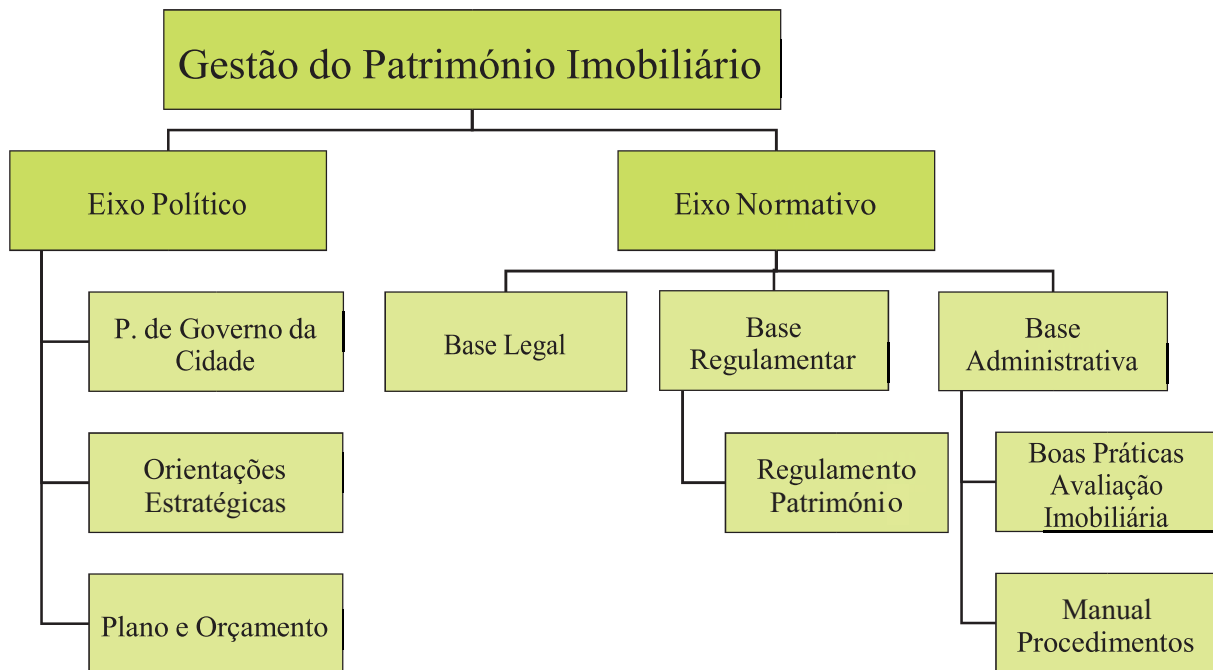 Gestão do Património Imobiliário
Eixo Político
Eixo Normativo
P. de Governo da
Cidade
Orientações
Estratégicas
Plano e Orçamento
Base Legal
Base
Regulamentar
Regulamento
Património
Base
Administrativa
Boas Práticas
Avaliação
Imobiliária
Manual
Procedimentos